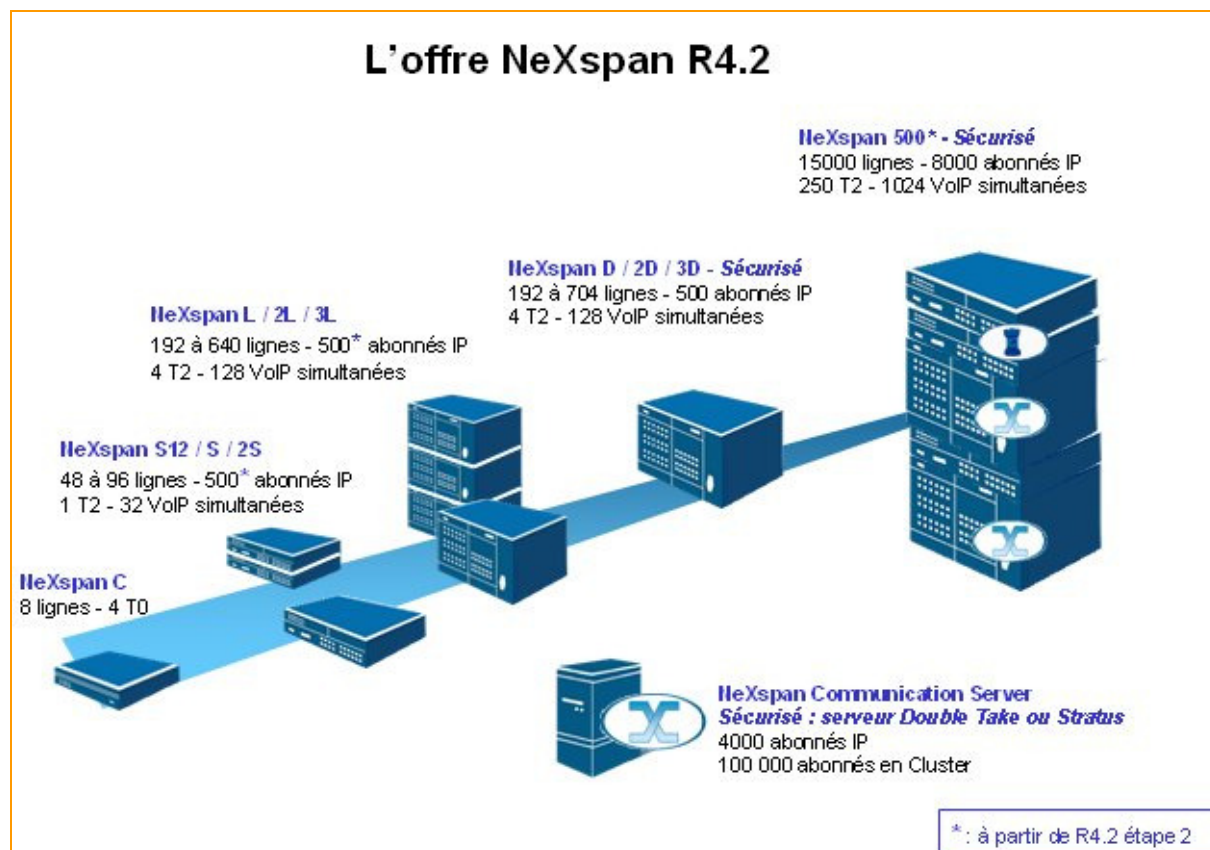 L'offre NeXspan R4.2
NeXspan 500* - Sécurisé
15000 lignes - 8000 abonnés IP
250 T2 - 1024 VoIP simultanées
NeXspan D / 2D / 3D - Sécurisé
192 à 704 lignes - 500 abonnés IP
4 T2 - 128 VoIP simultanées
NeXspan L / 2L / 3L
192 à 640 lignes - 500* abonnés IP
4 T2 - 128 VoIP simultanées
NeXspan S12 / S / 2S
48 à 96 lignes - 500* abonnés IP
1 T2 - 32 VoIP simultanées
NeXspan C
8 lignes - 4 T0
NeXspan Communication Server
Sécurisé : serveur Double Take ou Stratus
4000 abonnés IP
100 000 abonnés en Cluster
* : à partir de R4.2 étape 2